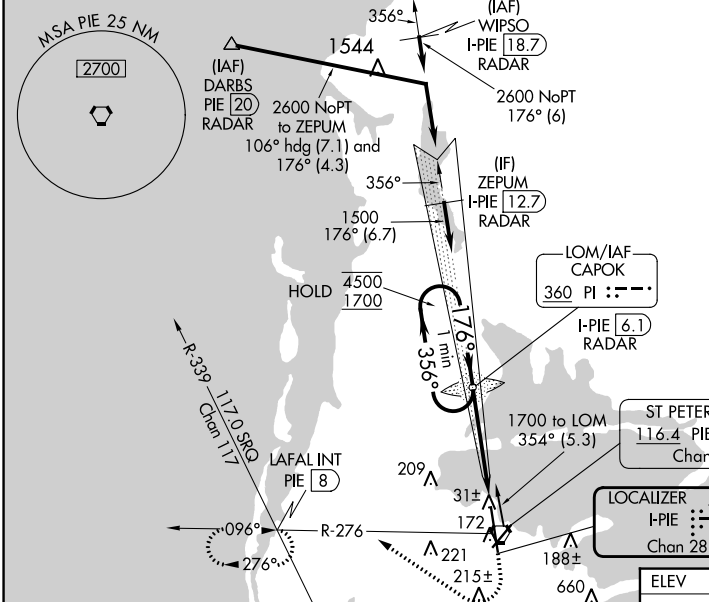 MSA PIE 25 NM
2700
(IAF)
DARBS
PIE 20
RADAR
1544
2600 NoPT
to ZEPUM
106° hdg (7.1) and
176° (4.3)
356°
(IAF)
WIPSO
I-PIE 18.7
RADAR
2600 NoPT
176° (6)
356°
(IF)
ZEPUM
I-PIE 12.7
RADAR
1500
176° (6.7)
HOLD
4500
1700
176°
1 min
356°
LOM/IAF
CAPOK
360 PI
I-PIE 6.1
RADAR
R-339
117.0 SRQ
Chan 117
LAFAL INT
PIE 8
1700 to LOM
354° (5.3)
ST PETER
116.4 PIE
Chan
209
31±
172
096°
R-276
276°
221
215±
188±
660
LOCALIZER
I-PIE
Chan 28
ELEV